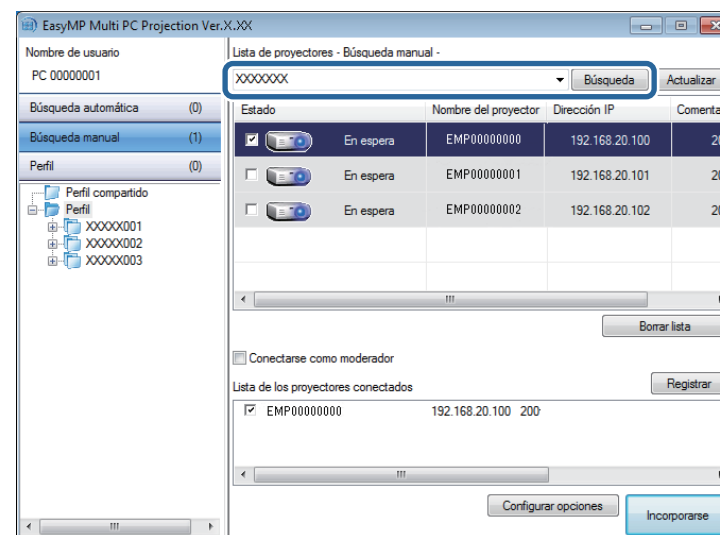 EasyMP Multi PC Projection Ver.X.XX
Nombre de usuario
PC 00000001
Búsqueda automática (0)
Búsqueda manual (1)
Perfil (0)
Perfil compartido
Perfil
XXXXX001
XXXXX002
XXXXX003
Lista de proyectores - Búsqueda manual -
XXXXXXX Búsqueda Actualizar
Estado Nombre del proyector Dirección IP Comenta
En espera EMP00000000 192.168.20.100 20
En espera EMP00000001 192.168.20.101 20
En espera EMP00000002 192.168.20.102 20
Borrar lista
Conectarse como moderador
Lista de los proyectores conectados Registrar
EMP00000000 192.168.20.100 200
Configurar opciones Incorporarse